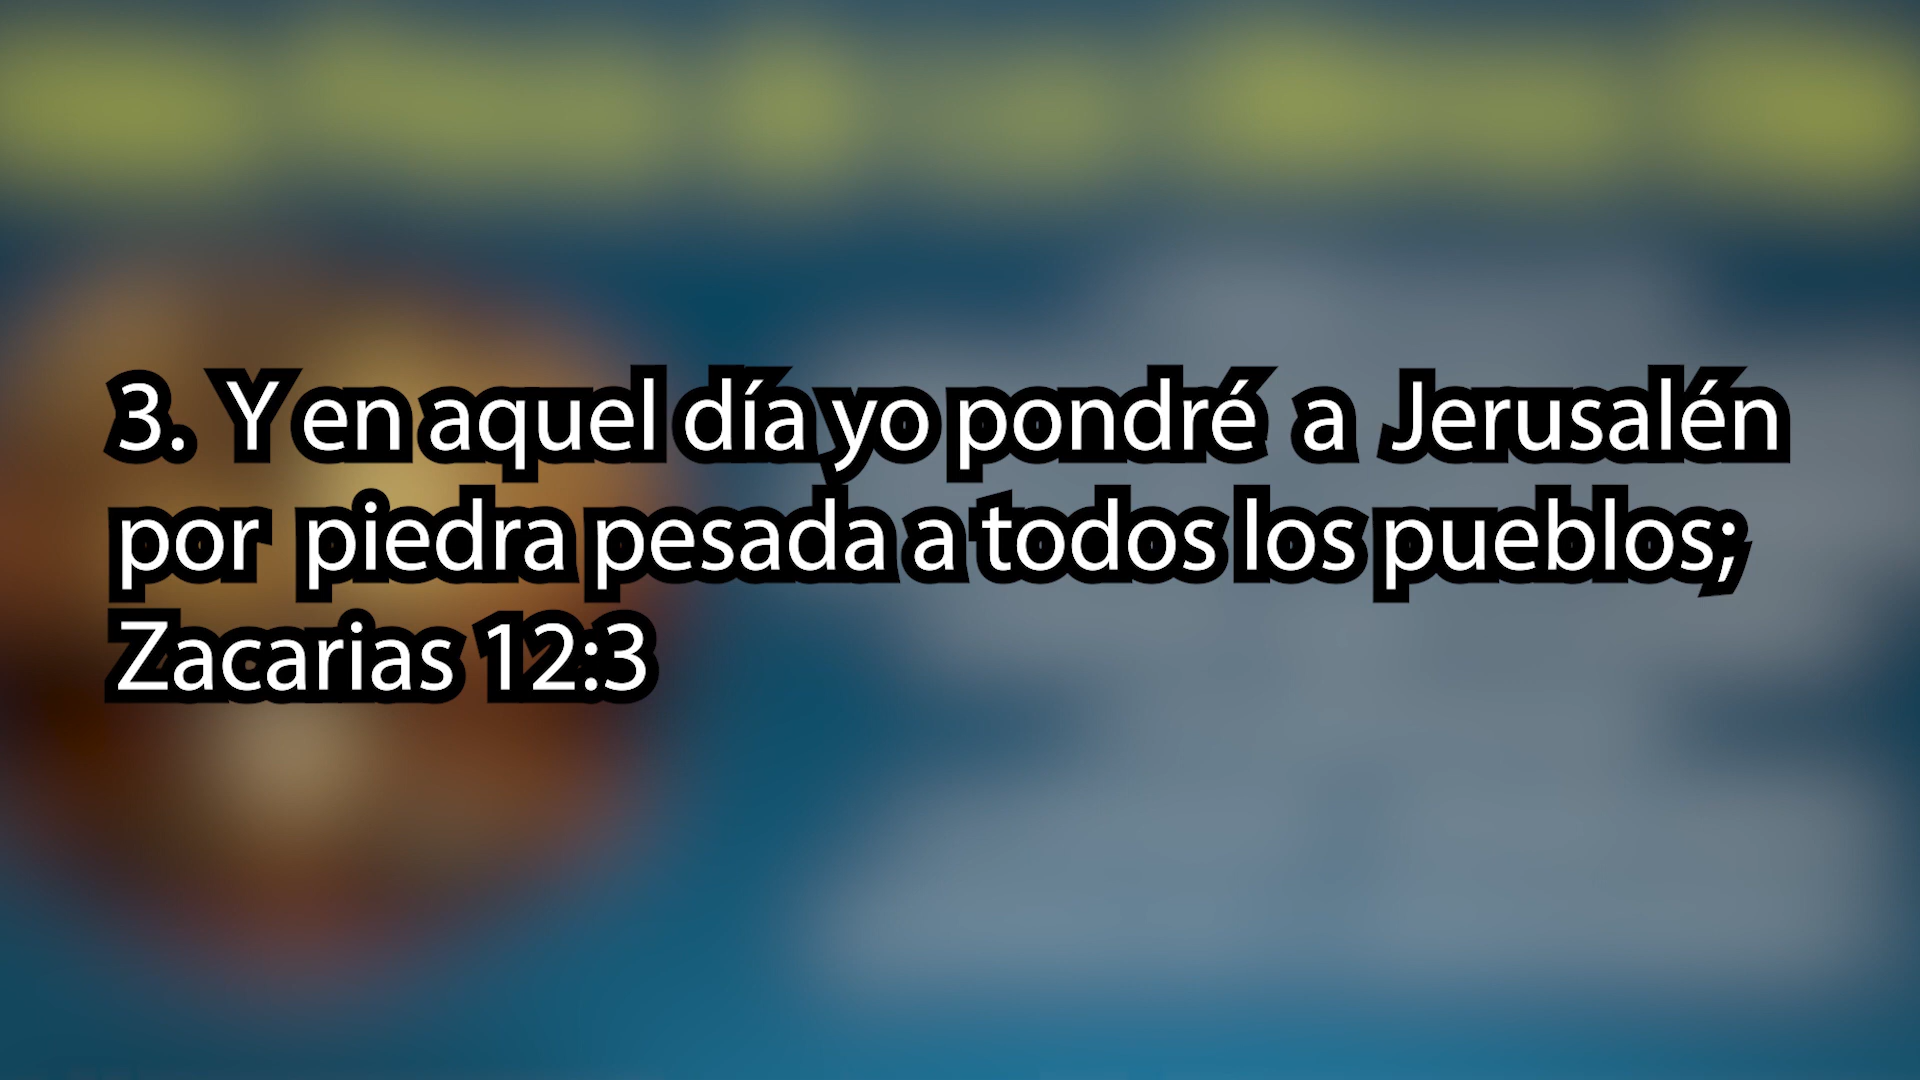 3. Y en aquel día yo pondré a Jerusalén
por piedra pesada a todos los pueblos;
Zacarias 12:3